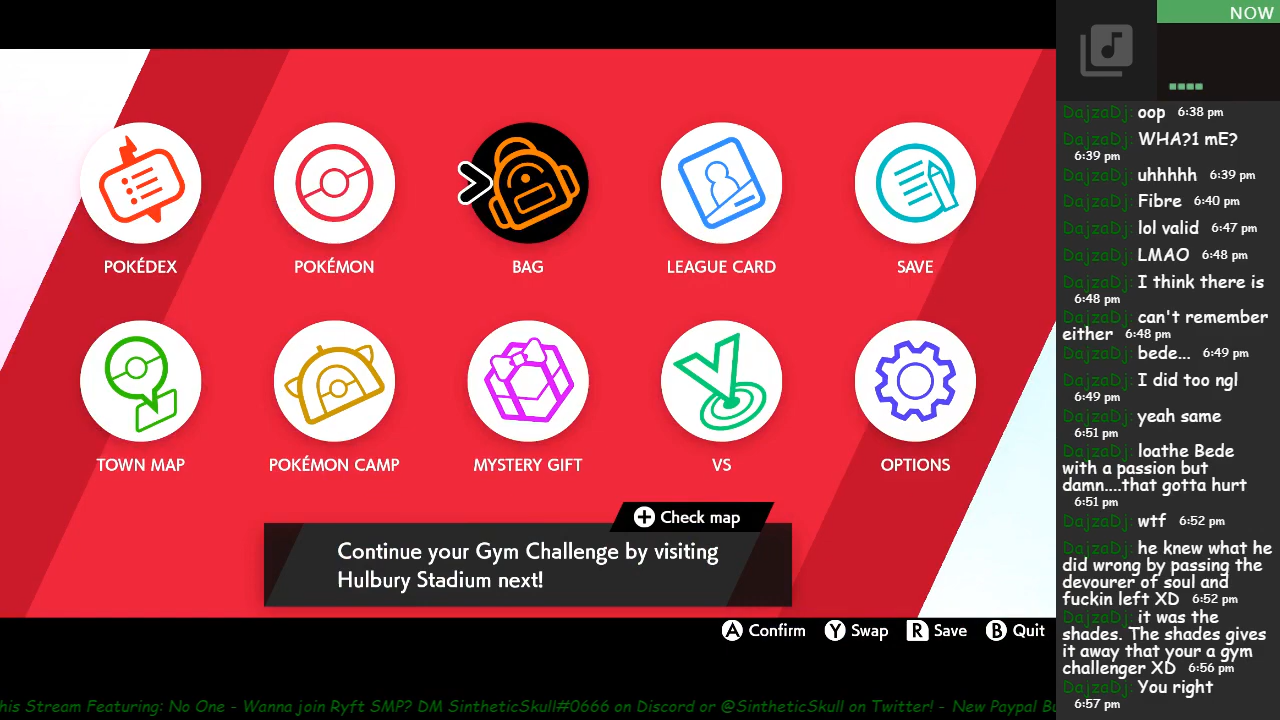 NOW
POKÉDEX
POKÉMON
BAG
LEAGUE CARD
SAVE
TOWN MAP
POKÉMON CAMP
MYSTERY GIFT
VS
OPTIONS
Check map
Continue your Gym Challenge by visiting
Hulbury Stadium next!
A Confirm Y Swap R Save B Quit
his Stream Featuring: No One - Wanna join Ryft SMP? DM SintheticSkull#0666 on Discord or @SintheticSkull on Twitter! - New Paypal Bu
DajzaDj: oop 6:38 pm
DajzaDj: WHA?1 mE?
6:39 pm
DajzaDj: uhhhhh 6:39 pm
DajzaDj: Fibre 6:40 pm
DajzaDj: lol valid 6:47 pm
DajzaDj: LMAO 6:48 pm
DajzaDj: I think there is
6:48 pm
DajzaDj: can't remember
either 6:48 pm
DajzaDj: bede... 6:49 pm
DajzaDj: I did too ngl
6:49 pm
DajzaDj: yeah same
6:51 pm
DajzaDj: loathe Bede
with a passion but
damn....that gotta hurt
6:51 pm
DajzaDj: wtf 6:52 pm
DajzaDj: he knew what he
did wrong by passing the
devourer of soul and
fuckin left XD 6:52 pm
DajzaDj: it was the
shades. The shades gives
it away that your a gym
challenger XD 6:56 pm
DajzaDj: You right
6:57 pm